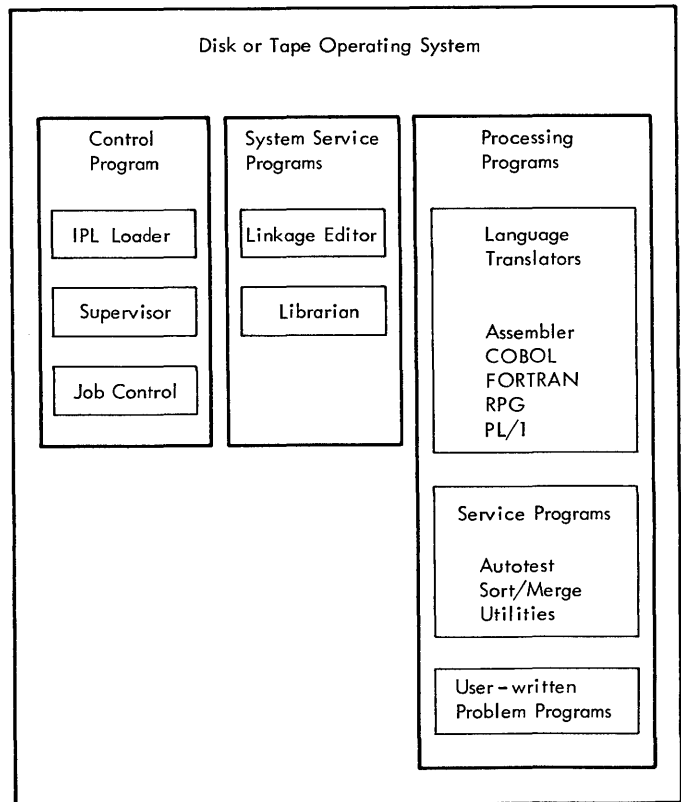 Disk or Tape Operating System
Control
Program
IPL Loader
Supervisor
Job Control
System Service
Programs
Linkage Editor
Librarian
Processing
Programs
Language
Translators
Assembler
COBOL
FORTRAN
RPG
PL/1
Service Programs
Autotest
Sort/Merge
Utilities
User-written
Problem Programs